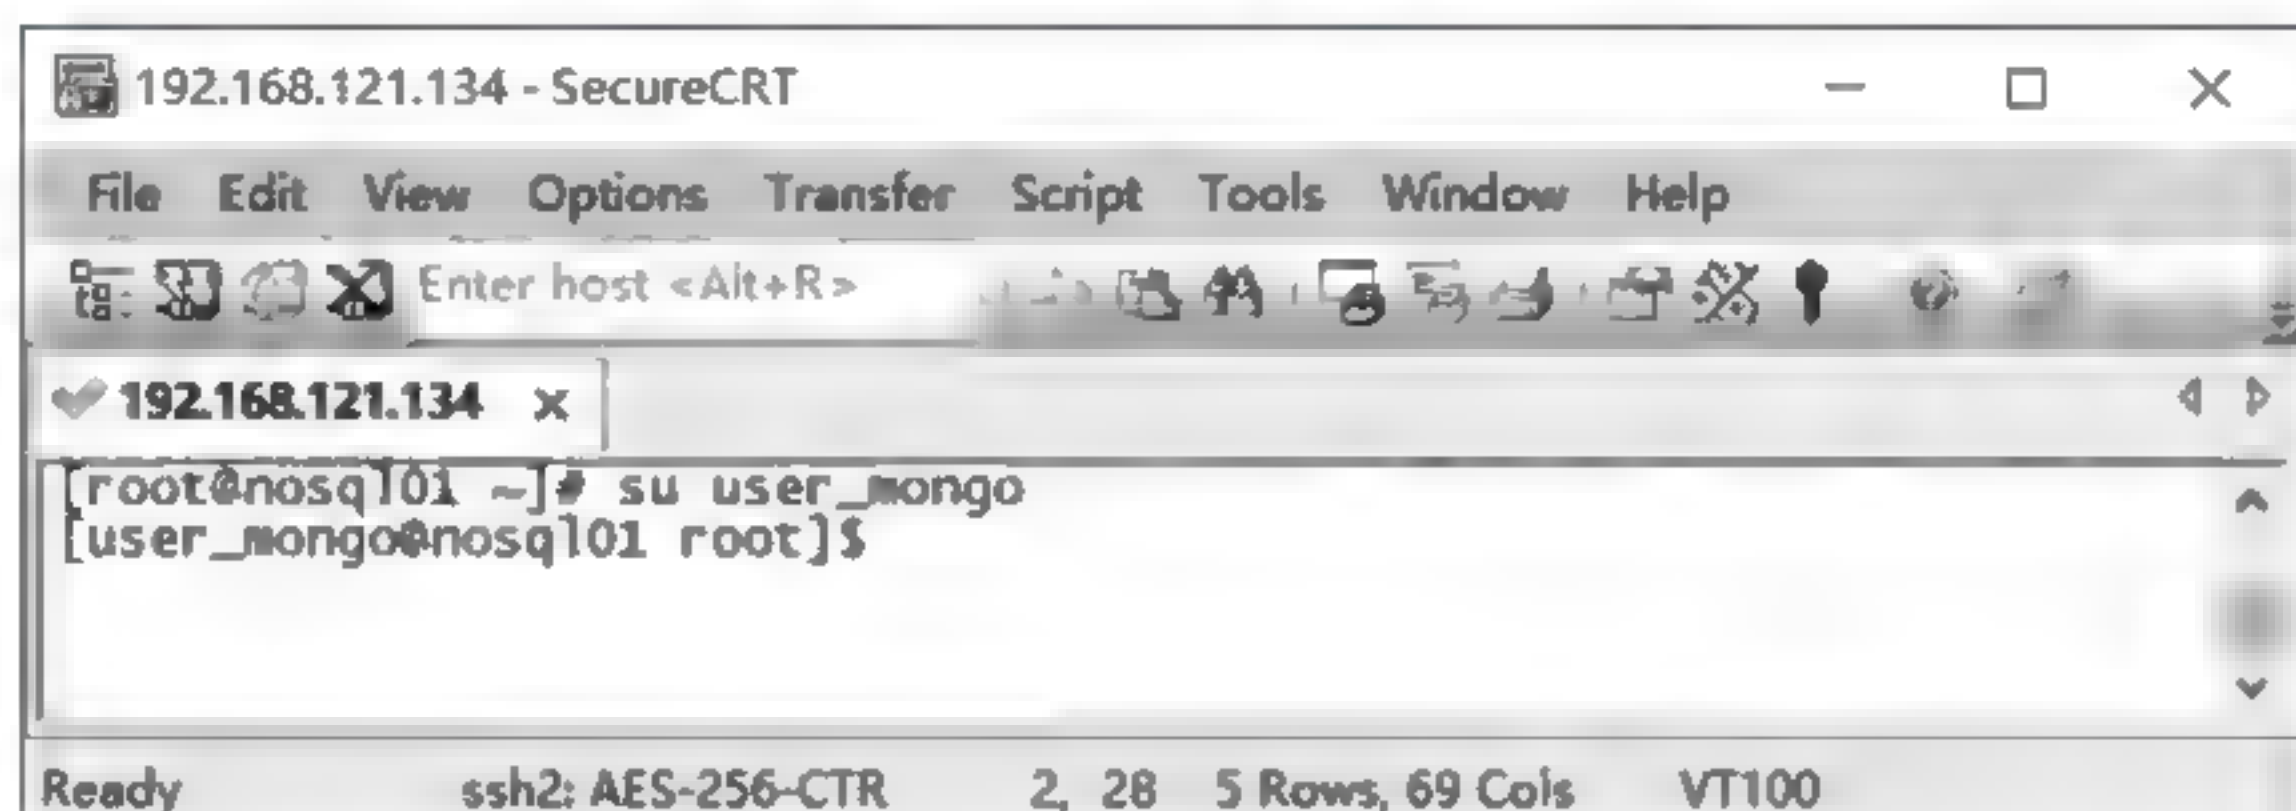 192.168.121.134 - SecureCRT
File Edit View Options Transfer Script Tools Window Help
Enter host <Alt+R>
192.168.121.134
[root@nosql01 ~]# su user_mongo
[user_mongo@nosql01 root]$
Ready ssh2: AES-256-CTR 2, 28 5 Rows, 69 Cols VT100